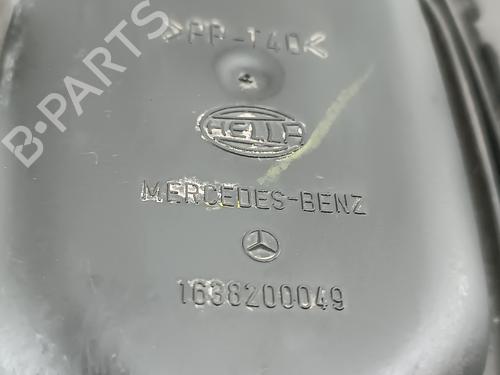 >PP-T40<
HELLA
MERCEDES-BENZ
1638200049
B-PARTS